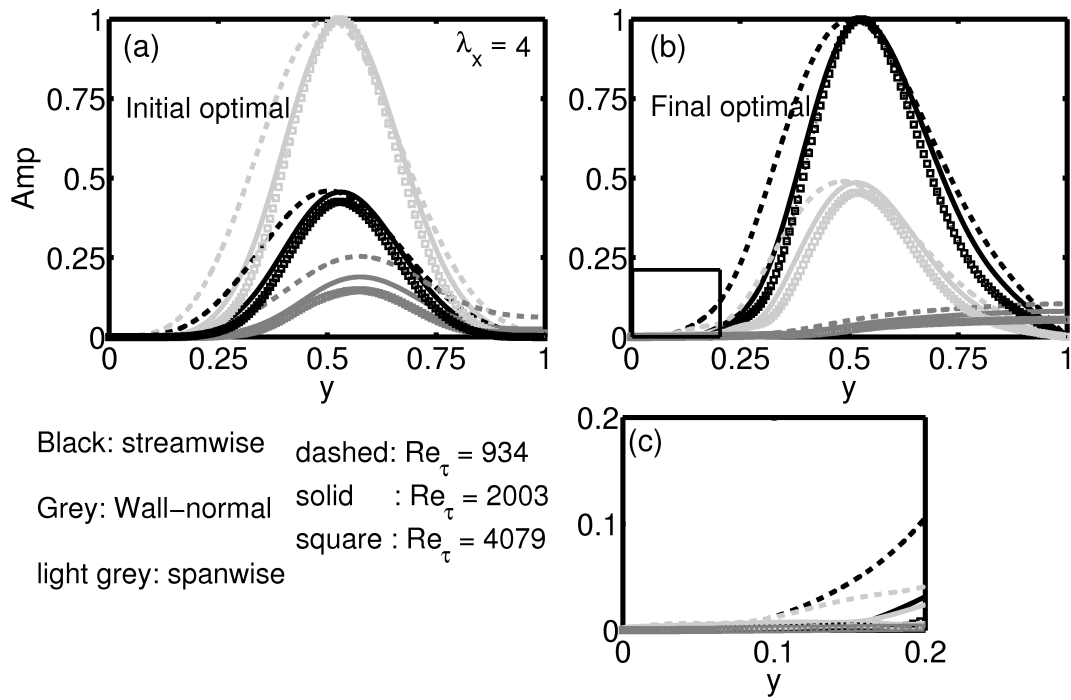 (a)
λx = 4
Initial optimal
Amp
1
0.75
0.5
0.25
0
0 0.25 0.5 0.75 1
y
(b)
Final optimal
1
0.75
0.5
0.25
0
0 0.25 0.5 0.75 1
y
Black: streamwise
Grey: Wall−normal
light grey: spanwise
dashed: Reτ = 934
solid : Reτ = 2003
square : Reτ = 4079
(c)
0.2
0.1
0
0 0.1 0.2
y